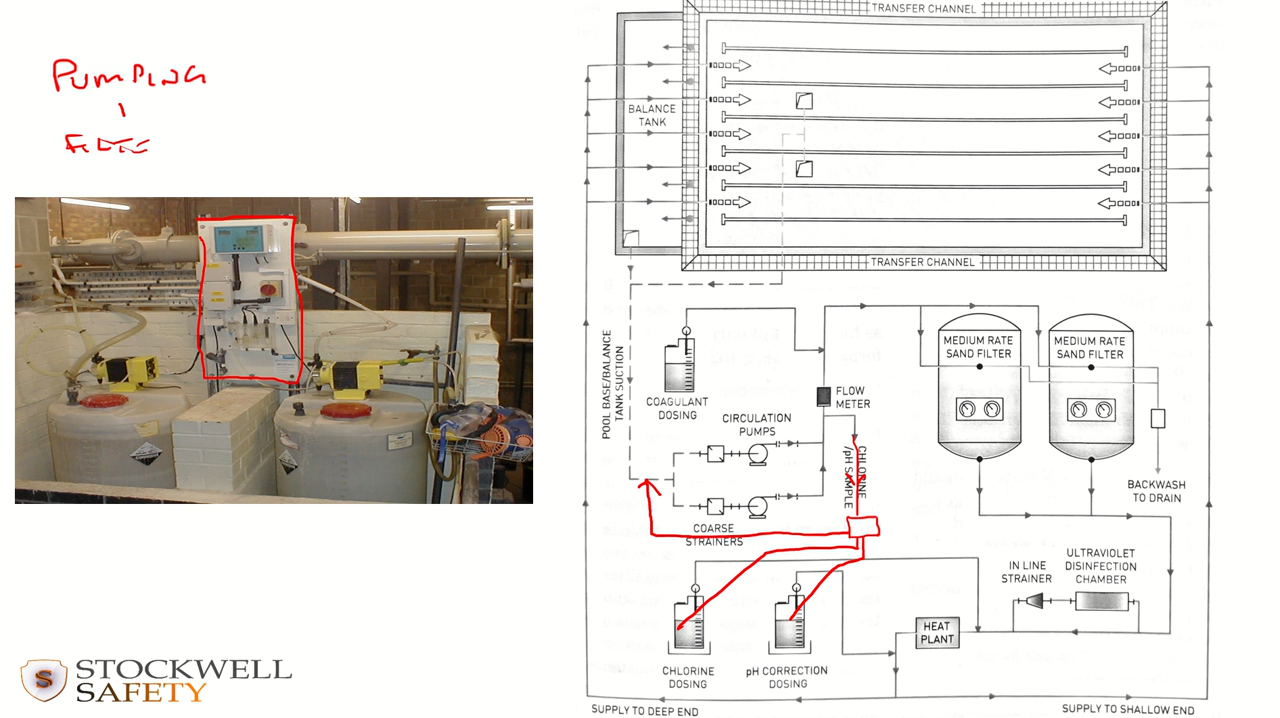 PUMPING
TRANSFER CHANNEL
BALANCE
TANK
TRANSFER CHANNEL
POOL BASE/BALANCE
TANK SUCTION
COAGULANT
DOSING
FLOW
METER
CIRCULATION
PUMPS
CHLORINE
/pH SAMPLE
COARSE
STRAINERS
MEDIUM RATE
SAND FILTER
MEDIUM RATE
SAND FILTER
BACKWASH
TO DRAIN
IN LINE
STRAINER
ULTRAVIOLET
DISINFECTION
CHAMBER
HEAT
PLANT
CHLORINE
DOSING
pH CORRECTION
DOSING
SUPPLY TO DEEP END
SUPPLY TO SHALLOW END
S
STOCKWELL
SAFETY